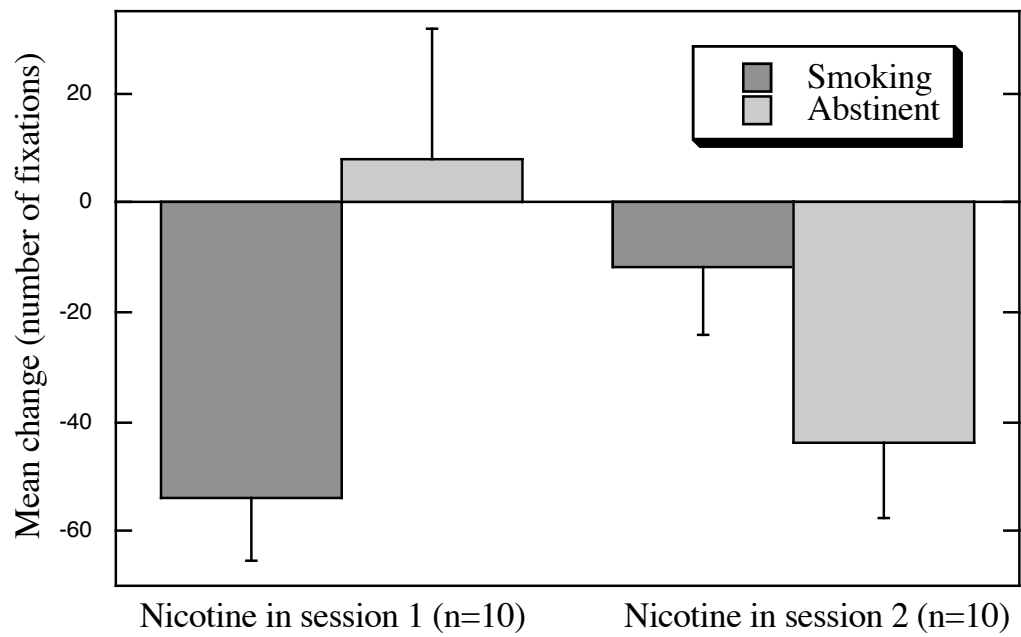 Mean change (number of fixations)
20
0
-20
-40
-60
Smoking
Abstinent
Nicotine in session 1 (n=10)
Nicotine in session 2 (n=10)